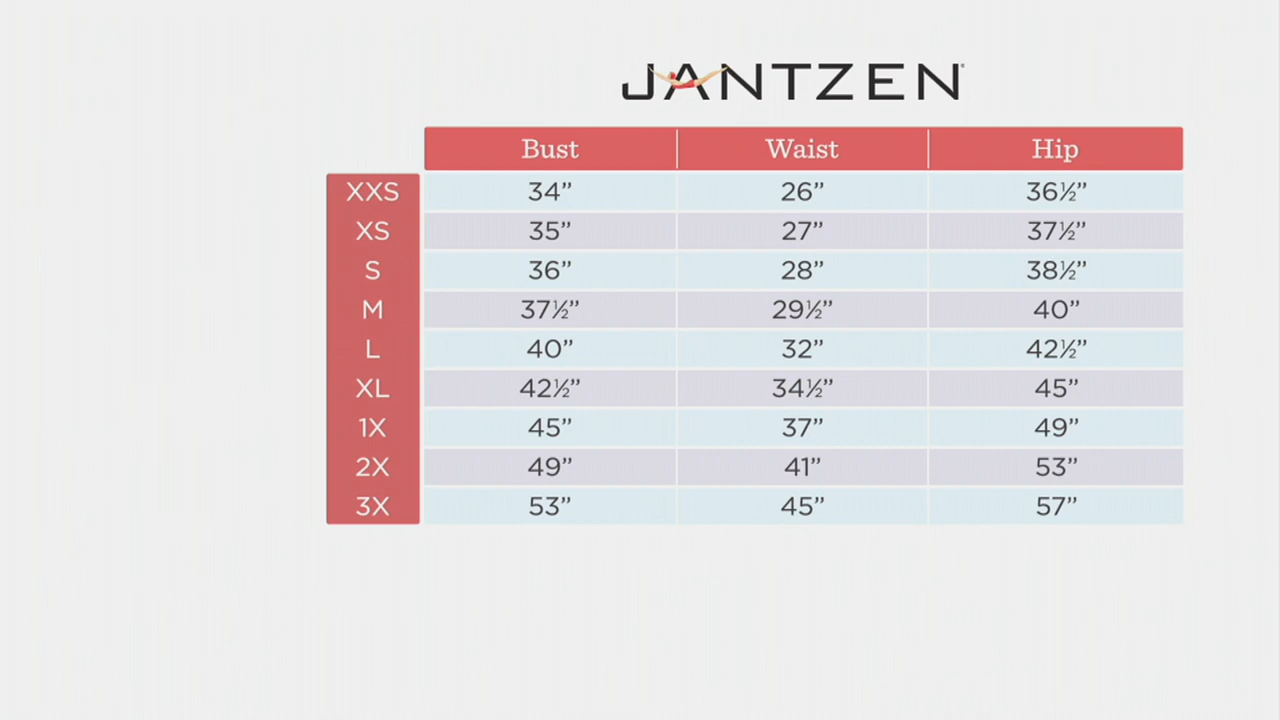 JANTZEN
Bust Waist Hip
XXS 34” 26” 36½”
XS 35” 27” 37½”
S 36” 28” 38½”
M 37½” 29½” 40”
L 40” 32” 42½”
XL 42½” 34½” 45”
1X 45” 37” 49”
2X 49” 41” 53”
3X 53” 45” 57”